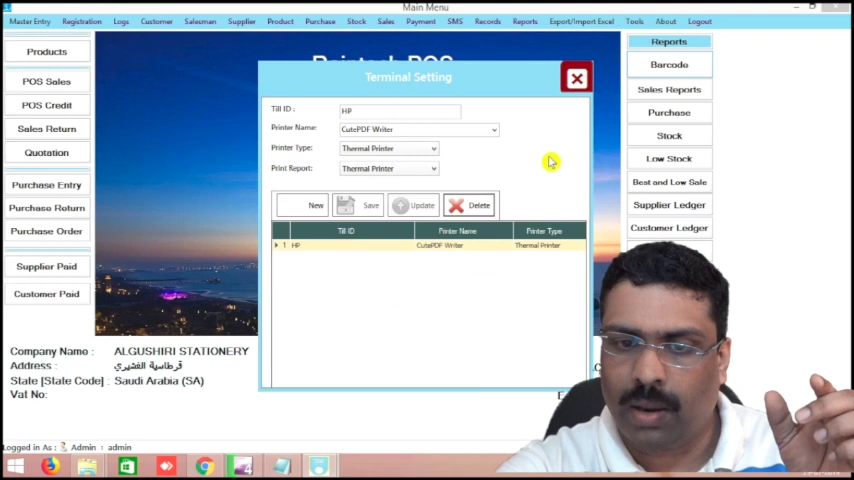 Main Menu
Master Entry Registration Logs Customer Salesman Supplier Product Purchase Stock Sales Payment SMS Records Reports Export/Import Excel Tools About Logout
Products
POS Sales
POS Credit
Sales Return
Quotation
Purchase Entry
Purchase Return
Purchase Order
Supplier Paid
Customer Paid
POS
Terminal Setting
Till ID :
HP
Printer Name:
CutePDF Writer
Printer Type:
Thermal Printer
Print Report:
Thermal Printer
New Save Update Delete
Till ID Printer Name Printer Type
1 HP CutePDF Writer Thermal Printer
Reports
Barcode
Sales Reports
Purchase
Stock
Low Stock
Best and Low Sale
Supplier Ledger
Customer Ledger
Company Name : ALGUSHIRI STATIONERY
Address : قرطاسية الغشيري
State [State Code] : Saudi Arabia (SA)
Vat No:
Logged in As : Admin : admin